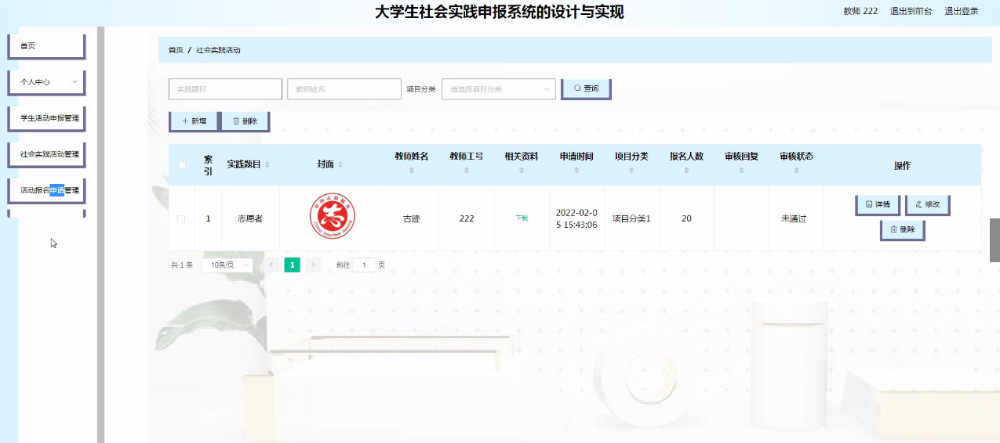 大学生社会实践申报系统的设计与实现
教师 222 退出到前台 退出登录
首页
个人中心
学生活动申报管理
社会实践活动管理
活动报名申请管理
首页 / 社会实践活动
实践题目 教师姓名 项目分类 请选择项目分类 查询
新增 删除
索引 实践题目 封面 教师姓名 教师工号 相关资料 申请时间 项目分类 报名人数 审核回复 审核状态 操作
1 志愿者 古迹 222 下载 2022-02-05 15:43:06 项目分类1 20 未通过 详情 修改
删除
中国志愿服务
China Volunteer Service
共 1 条 10条/页 1 前往 1 页